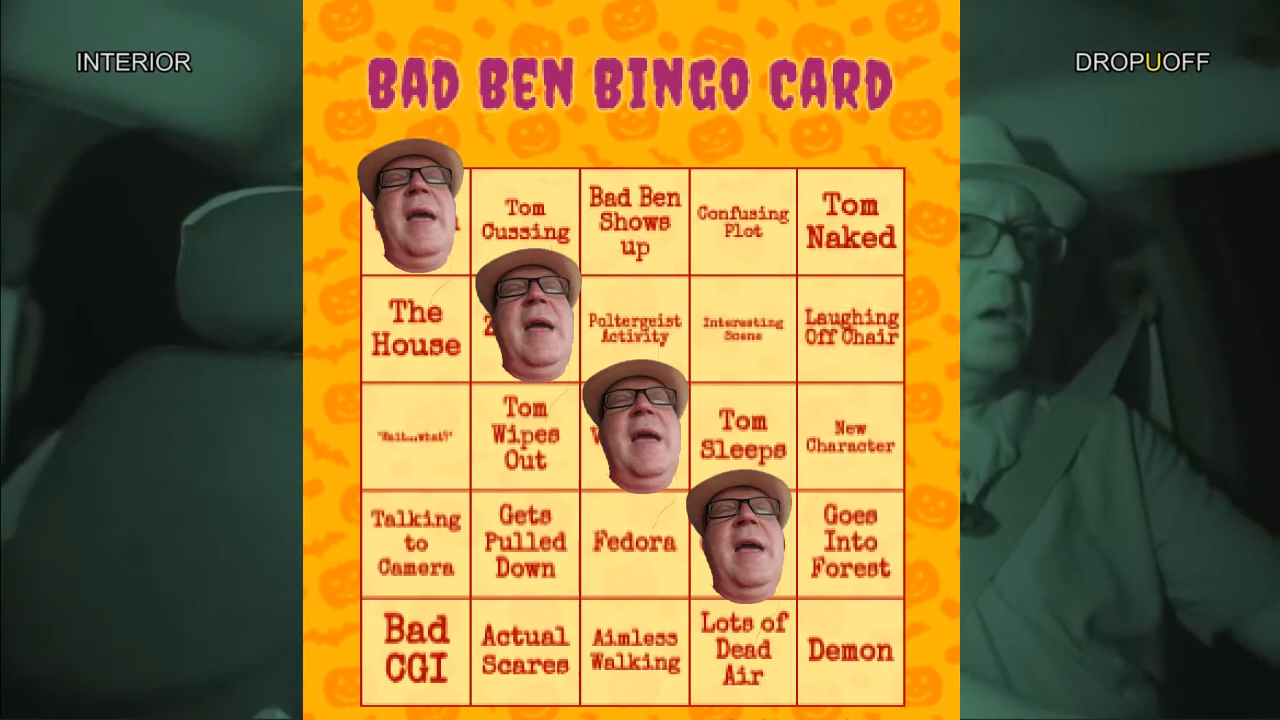 INTERIOR
DROPUOFF
BAD BEN BINGO CARD
Tom
Cussing
Bad Ben
Shows
up
Confusing
Plot
Tom
Naked
The
House
Poltergeist
Activity
Interesting
Scene
Laughing
Off Chair
"Wait...what?"
Tom
Wipes
Out
Tom
Sleeps
New
Character
Talking
to
Camera
Gets
Pulled
Down
Fedora
Goes
Into
Forest
Bad
CGI
Actual
Scares
Aimless
Walking
Lots of
Dead
Air
Demon